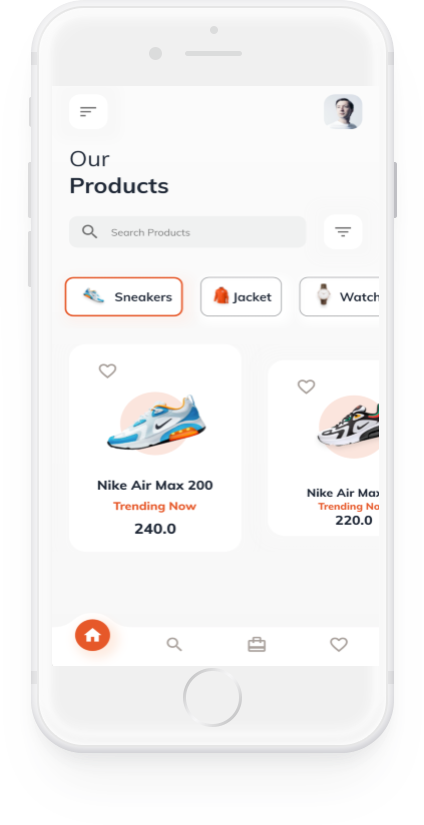 Our
Products
Search Products
Sneakers
Jacket
Watch
Nike Air Max 200
Trending Now
240.0
Nike Air Max
Trending No
220.0